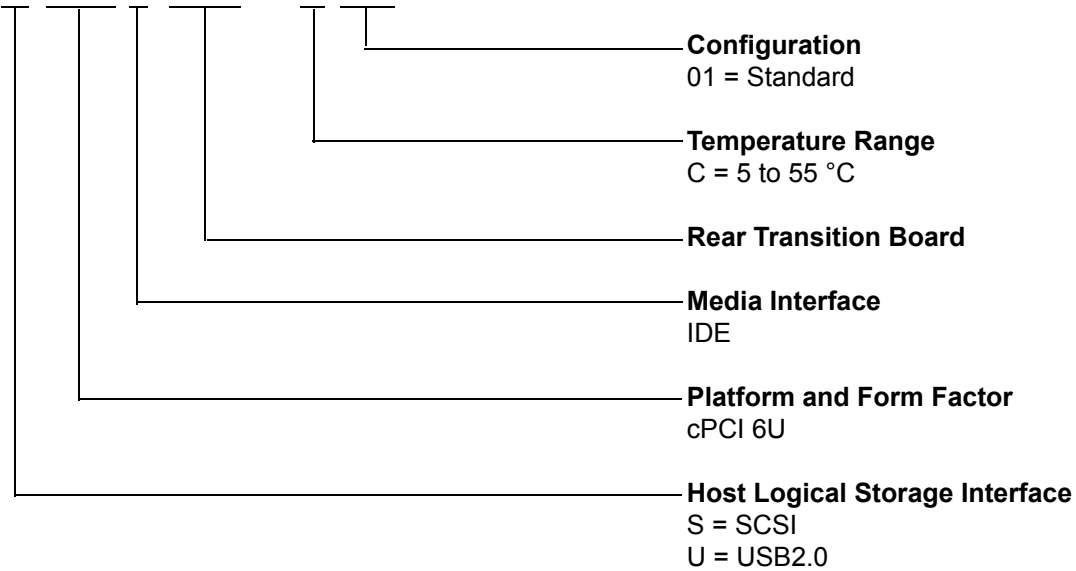 Configuration
01 = Standard
Temperature Range
C = 5 to 55 °C
Rear Transition Board
Media Interface
IDE
Platform and Form Factor
cPCI 6U
Host Logical Storage Interface
S = SCSI
U = USB2.0